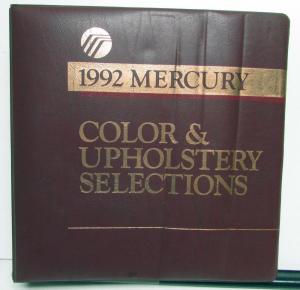 1992 MERCURY
COLOR &
UPHOLSTERY
SELECTIONS